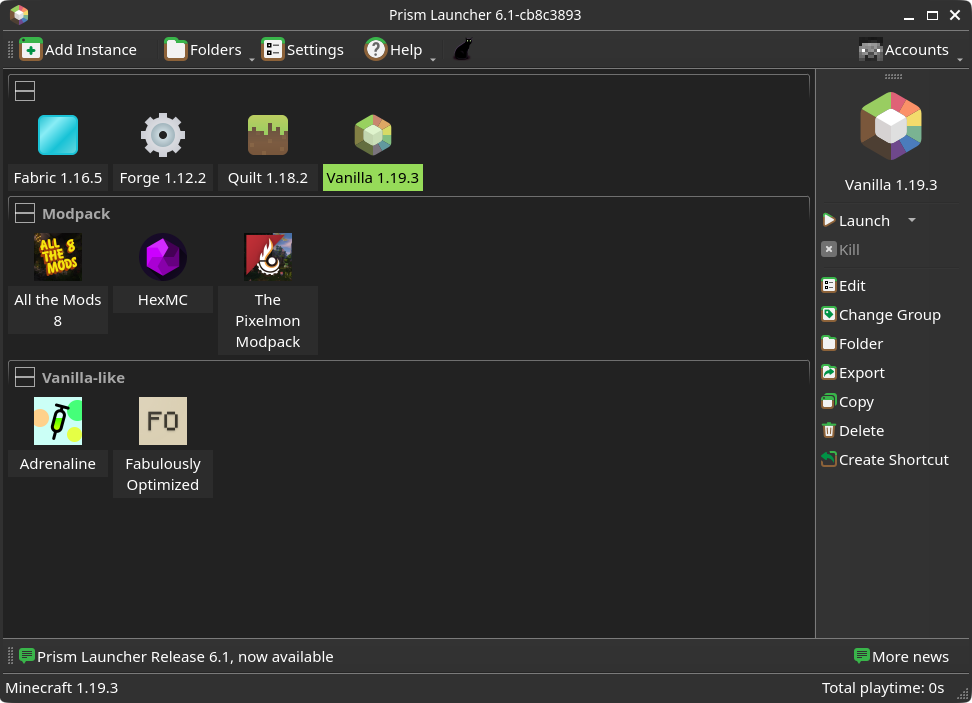 Prism Launcher 6.1-cb8c3893
Add Instance Folders Settings Help Accounts
Fabric 1.16.5 Forge 1.12.2 Quilt 1.18.2 Vanilla 1.19.3
Modpack
ALL THE MODS 8
All the Mods 8
HexMC
The Pixelmon Modpack
Vanilla-like
FO
Adrenaline
Fabulously Optimized
Vanilla 1.19.3
Launch
Kill
Edit
Change Group
Folder
Export
Copy
Delete
Create Shortcut
Prism Launcher Release 6.1, now available
More news
Minecraft 1.19.3
Total playtime: 0s